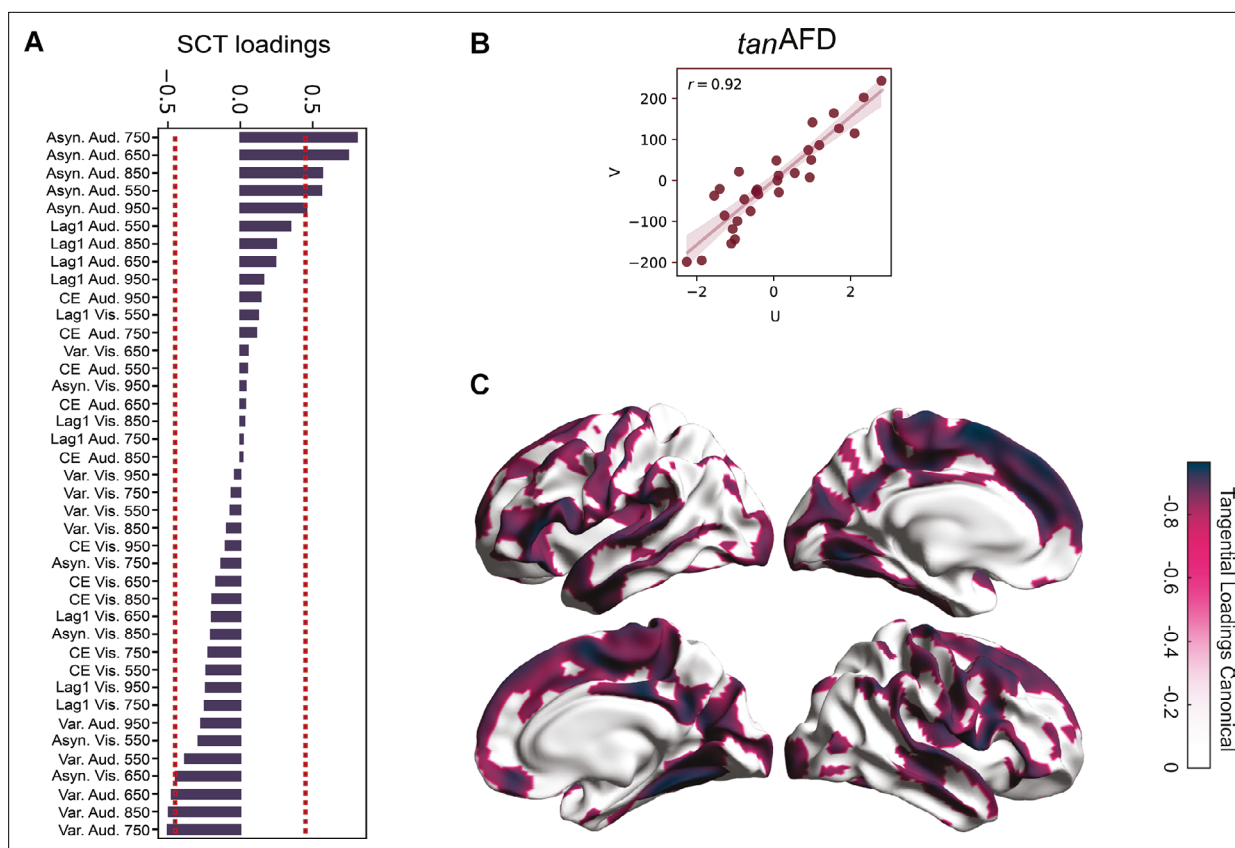 A
SCT loadings
−0.5
0.0
0.5
Asyn. Aud. 750
Asyn. Aud. 650
Asyn. Aud. 850
Asyn. Aud. 550
Asyn. Aud. 950
Lag1 Aud. 550
Lag1 Aud. 850
Lag1 Aud. 650
Lag1 Aud. 950
CE Aud. 950
Lag1 Vis. 550
CE Aud. 750
Var. Vis. 650
CE Aud. 550
Asyn. Vis. 950
CE Aud. 650
Lag1 Vis. 850
Lag1 Aud. 750
CE Aud. 850
Var. Vis. 950
Var. Vis. 750
Var. Vis. 550
Var. Vis. 850
CE Vis. 950
Asyn. Vis. 750
CE Vis. 650
CE Vis. 850
Lag1 Vis. 650
Asyn. Vis. 850
CE Vis. 750
CE Vis. 550
Lag1 Vis. 950
Lag1 Vis. 750
Var. Aud. 950
Asyn. Vis. 550
Var. Aud. 550
Asyn. Vis. 650
Var. Aud. 650
Var. Aud. 850
Var. Aud. 750
B
tanAFD
r = 0.92
200
100
0
−100
−200
V
−2
0
2
U
C
-0.8
-0.6
-0.4
-0.2
0
Tangential Loadings Canonical